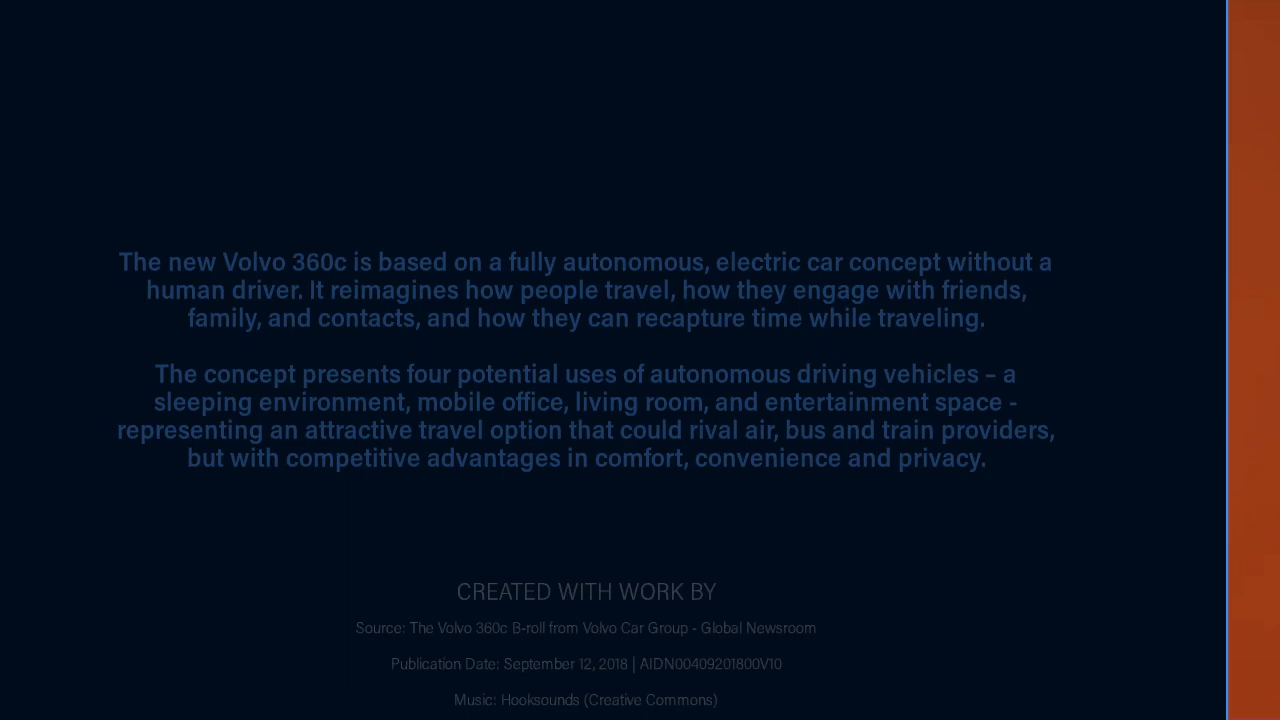 The new Volvo 360c is based on a fully autonomous, electric car concept without a
human driver. It reimagines how people travel, how they engage with friends,
family, and contacts, and how they can recapture time while traveling.
The concept presents four potential uses of autonomous driving vehicles – a
sleeping environment, mobile office, living room, and entertainment space -
representing an attractive travel option that could rival air, bus and train providers,
but with competitive advantages in comfort, convenience and privacy.
CREATED WITH WORK BY
Source: The Volvo 360c B-roll from Volvo Car Group - Global Newsroom
Publication Date: September 12, 2018 | AIDN00409201800V10
Music: Hooksounds (Creative Commons)